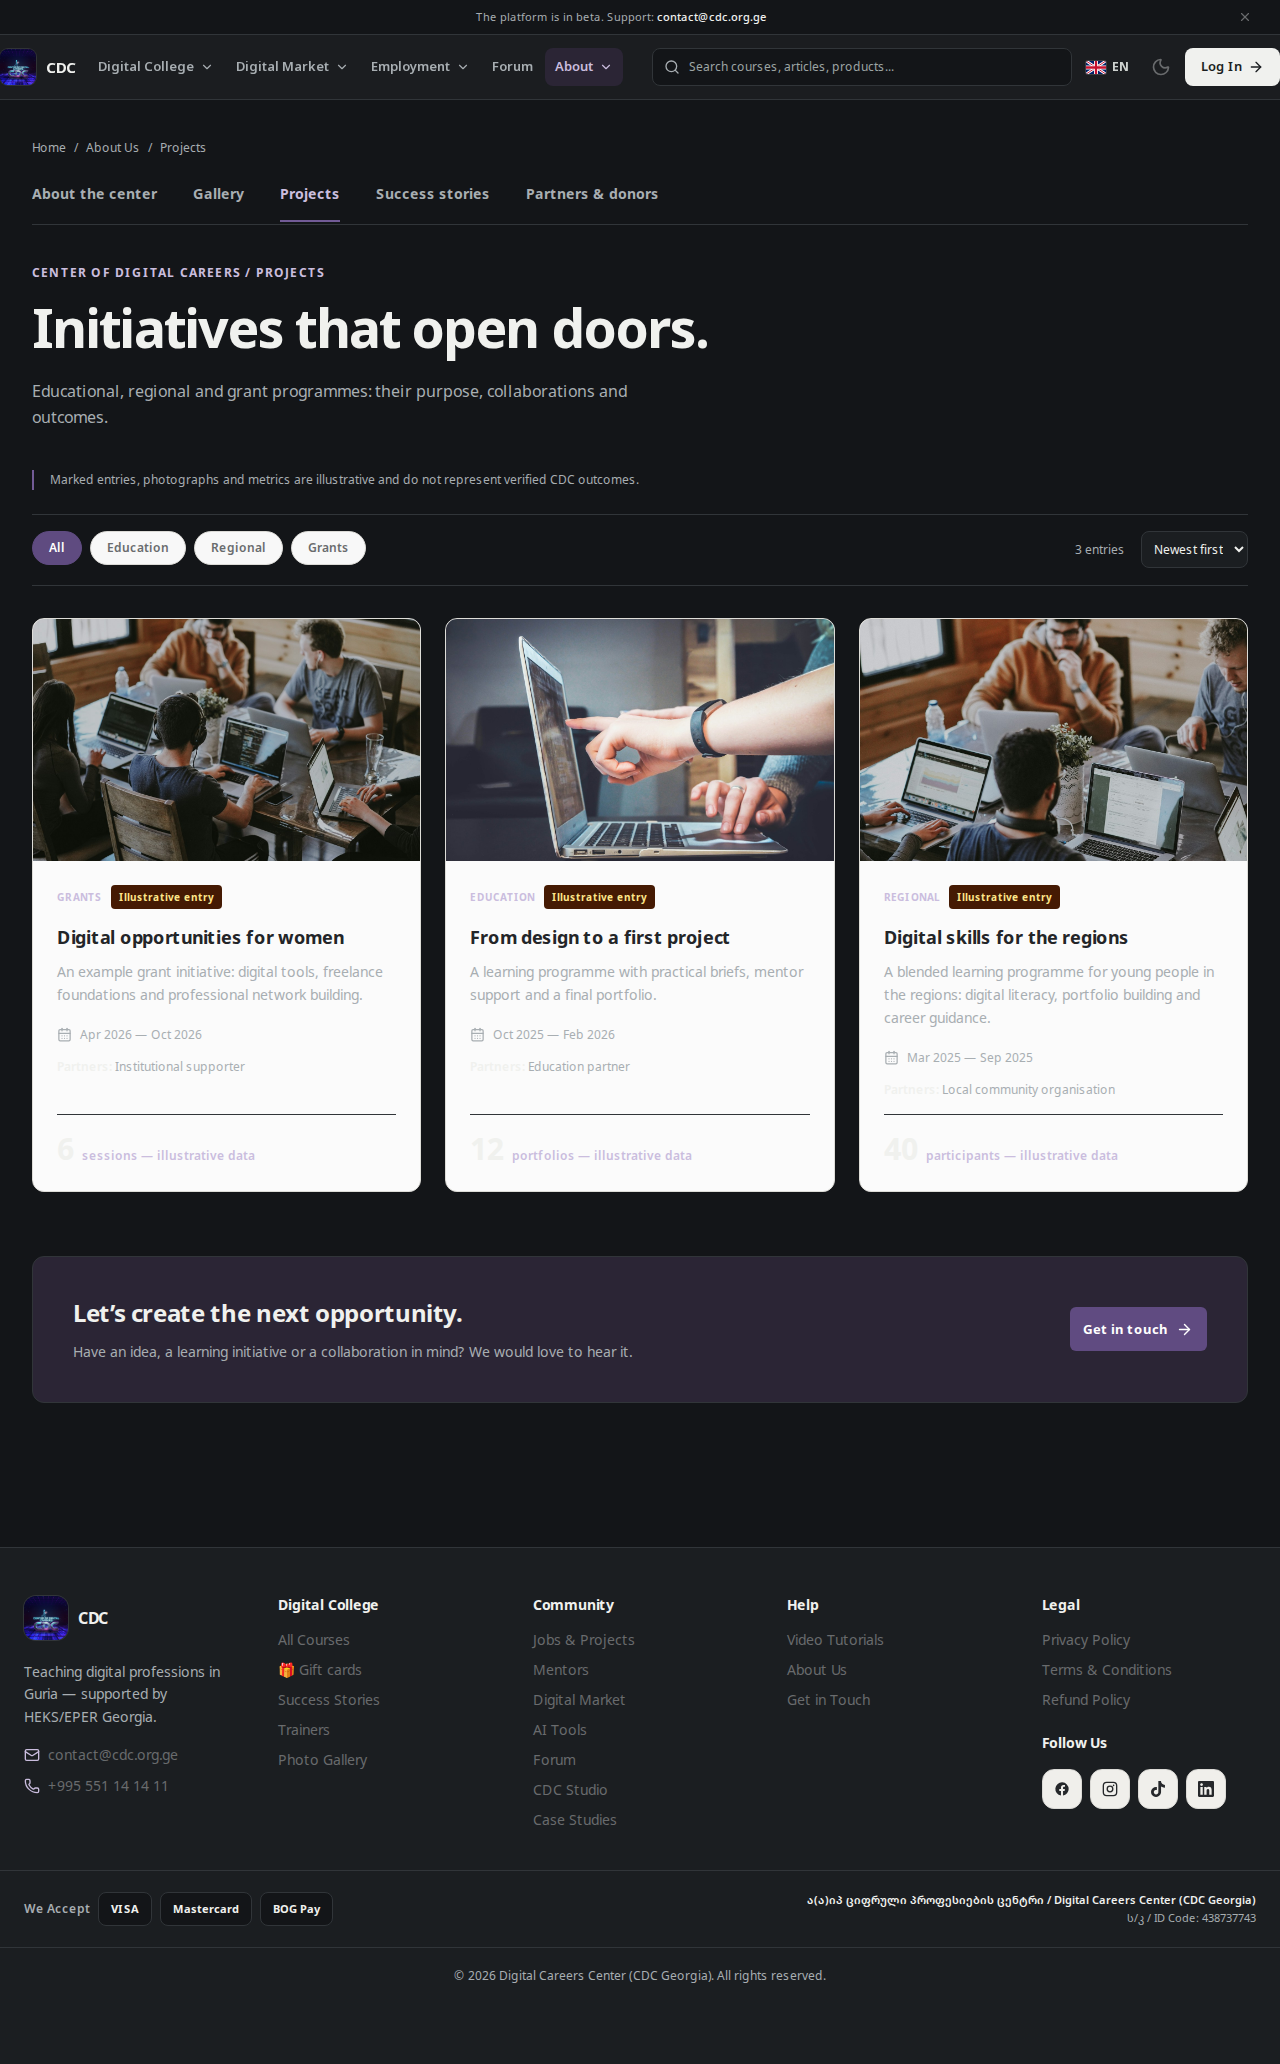 The platform is in beta. Support: contact@cdc.org.ge
CDC
Digital College
Digital Market
Employment
Forum
About
Search courses, articles, products...
EN
Log In
Home / About Us / Projects
About the center
Gallery
Projects
Success stories
Partners & donors
CENTER OF DIGITAL CAREERS / PROJECTS
Initiatives that open doors.
Educational, regional and grant programmes: their purpose, collaborations and
outcomes.
Marked entries, photographs and metrics are illustrative and do not represent verified CDC outcomes.
All
Education
Regional
Grants
3 entries
Newest first
GRANTS
Illustrative entry
Digital opportunities for women
An example grant initiative: digital tools, freelance
foundations and professional network building.
Apr 2026 — Oct 2026
Partners: Institutional supporter
6 sessions — illustrative data
EDUCATION
Illustrative entry
From design to a first project
A learning programme with practical briefs, mentor
support and a final portfolio.
Oct 2025 — Feb 2026
Partners: Education partner
12 portfolios — illustrative data
REGIONAL
Illustrative entry
Digital skills for the regions
A blended learning programme for young people in
the regions: digital literacy, portfolio building and
career guidance.
Mar 2025 — Sep 2025
Partners: Local community organisation
40 participants — illustrative data
Let’s create the next opportunity.
Have an idea, a learning initiative or a collaboration in mind? We would love to hear it.
Get in touch
CDC
Teaching digital professions in
Guria — supported by
HEKS/EPER Georgia.
contact@cdc.org.ge
+995 551 14 14 11
Digital College
All Courses
🎁 Gift cards
Success Stories
Trainers
Photo Gallery
Community
Jobs & Projects
Mentors
Digital Market
AI Tools
Forum
CDC Studio
Case Studies
Help
Video Tutorials
About Us
Get in Touch
Legal
Privacy Policy
Terms & Conditions
Refund Policy
Follow Us
We Accept
VISA
Mastercard
BOG Pay
ა(ა)იპ ციფრული პროფესიების ცენტრი / Digital Careers Center (CDC Georgia)
ს/კ / ID Code: 438737743
© 2026 Digital Careers Center (CDC Georgia). All rights reserved.